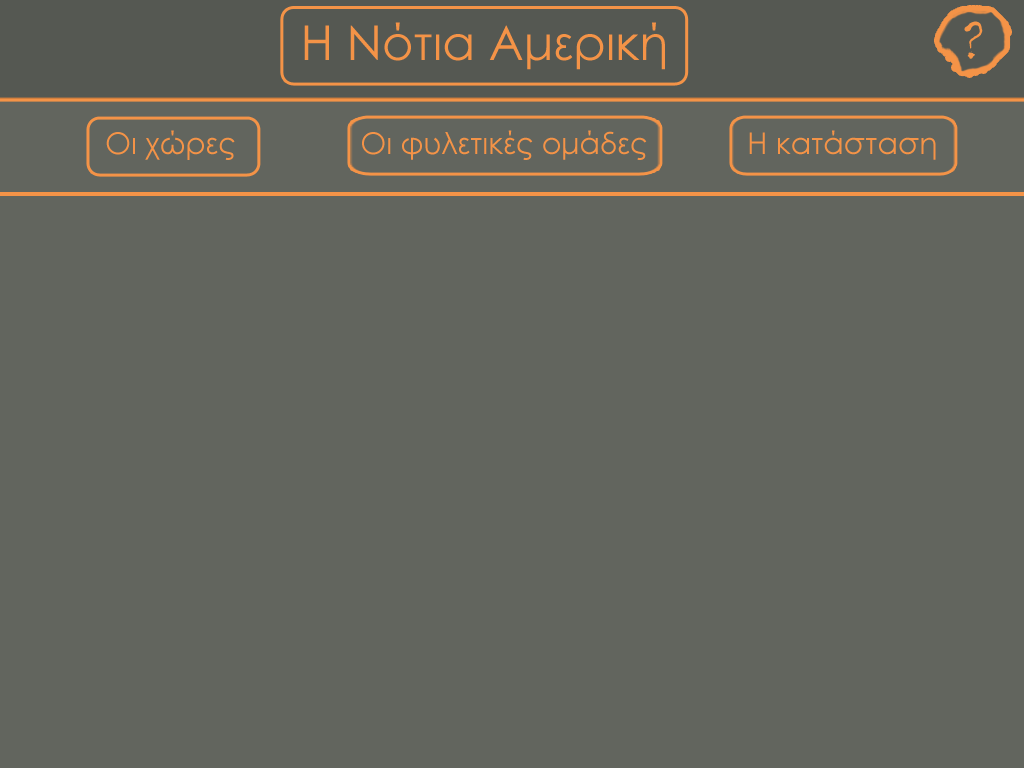 Η Νότια Αμερική
?
Οι χώρες
Οι φυλετικές ομάδες
Η κατάσταση